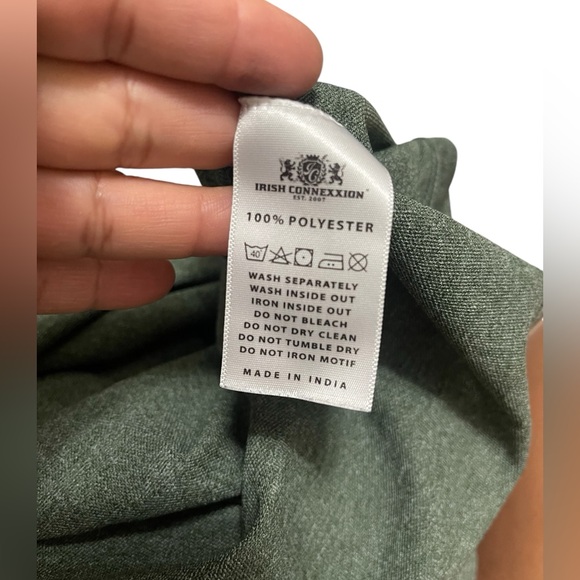 IRISH CONNEXXION
EST. 2007
100% POLYESTER
40
WASH SEPARATELY
WASH INSIDE OUT
IRON INSIDE OUT
DO NOT BLEACH
DO NOT DRY CLEAN
DO NOT TUMBLE DRY
DO NOT IRON MOTIF
MADE IN INDIA